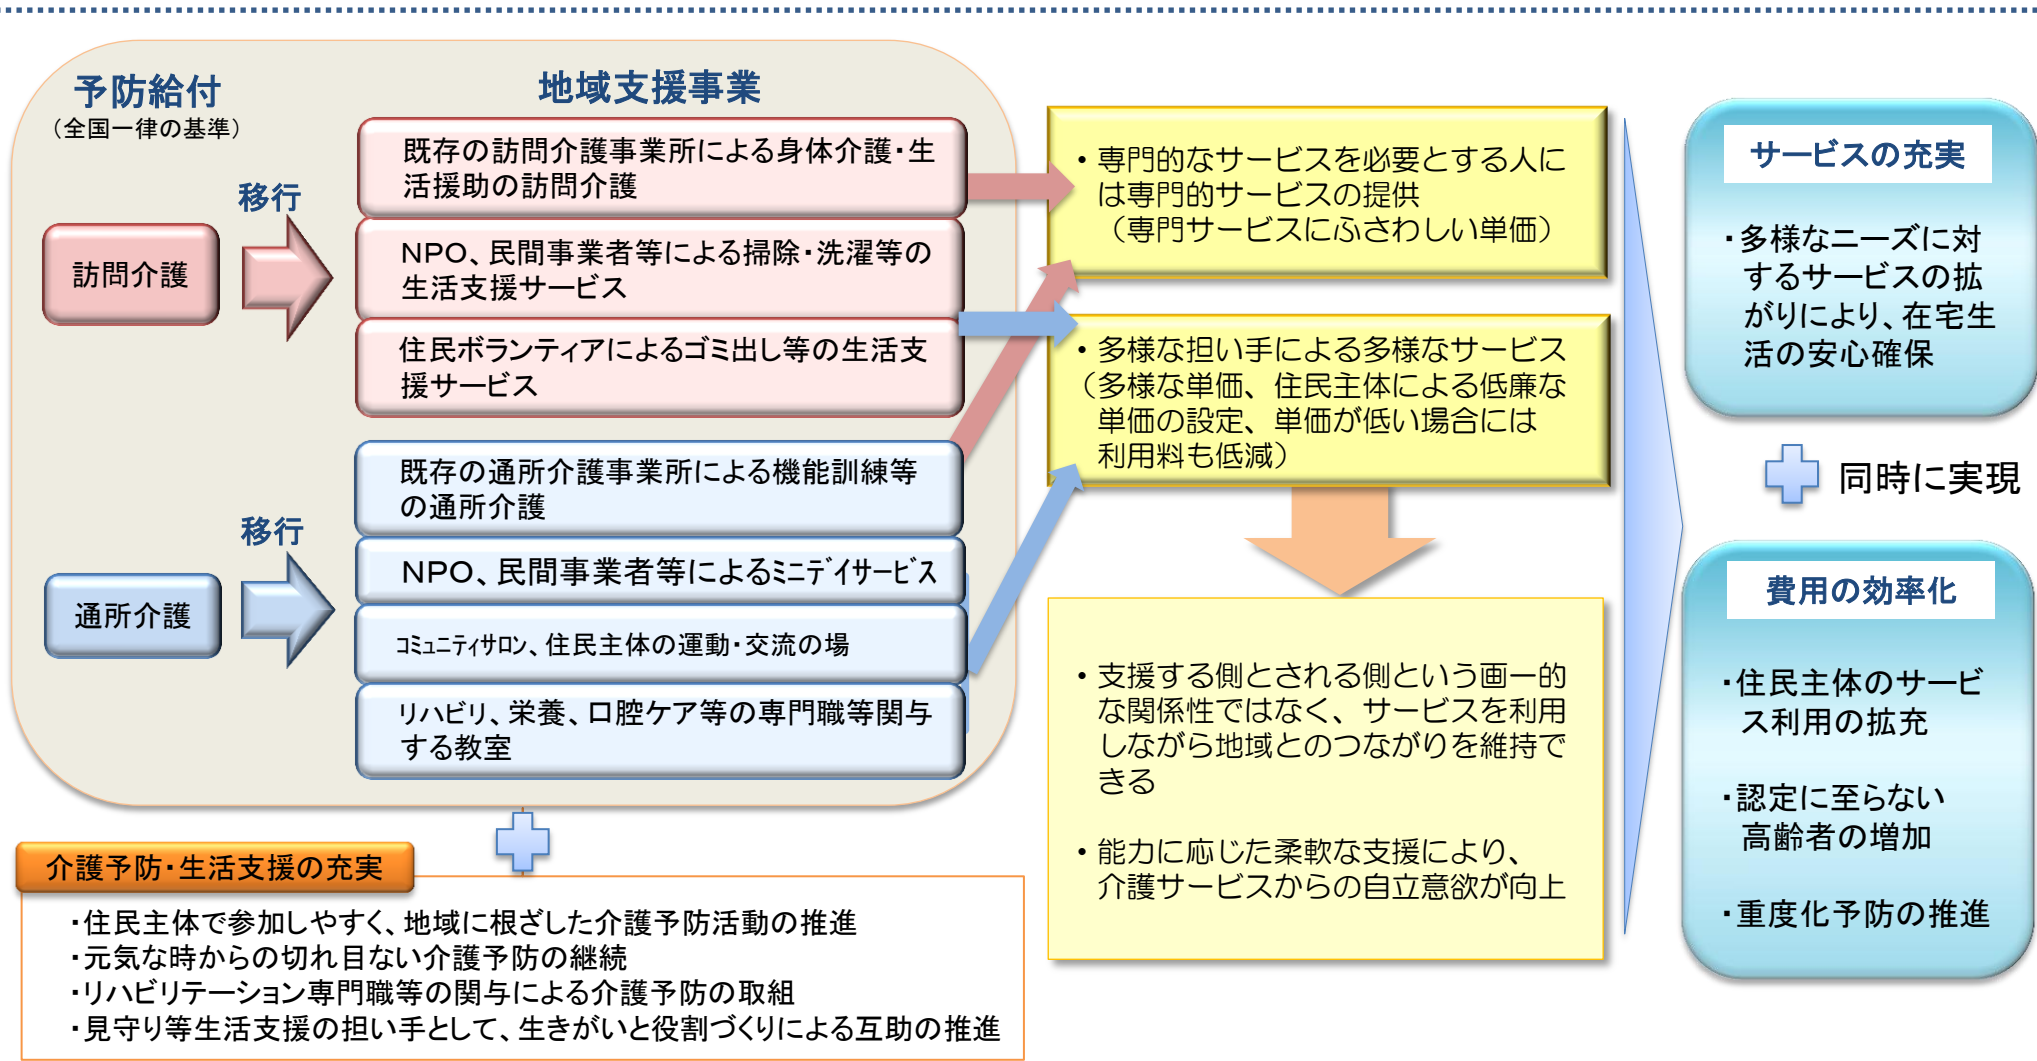 予防給付
(全国一律の基準)
地域支援事業
移行
訪問介護
既存の訪問介護事業所による身体介護・生
活援助の訪問介護
NPO、民間事業者等による掃除・洗濯等の
生活支援サービス
住民ボランティアによるゴミ出し等の生活支
援サービス
移行
通所介護
既存の通所介護事業所による機能訓練等
の通所介護
NPO、民間事業者等によるミニデイサービス
コミュニティサロン、住民主体の運動・交流の場
リハビリ、栄養、口腔ケア等の専門職等関与
する教室
介護予防・生活支援の充実
・住民主体で参加しやすく、地域に根ざした介護予防活動の推進
・元気な時からの切れ目ない介護予防の継続
・リハビリテーション専門職等の関与による介護予防の取組
・見守り等生活支援の担い手として、生きがいと役割づくりによる互助の推進
・専門的なサービスを必要とする人に
は専門的サービスの提供
(専門サービスにふさわしい単価)
・多様な担い手による多様なサービス
(多様な単価、住民主体による低廉な
単価の設定、単価が低い場合には
利用料も低減)
・支援する側とされる側という画一的
な関係性ではなく、サービスを利用
しながら地域とのつながりを維持で
きる
・能力に応じた柔軟な支援により、
介護サービスからの自立意欲が向上
サービスの充実
・多様なニーズに対
するサービスの拡
がりにより、在宅生
活の安心確保
同時に実現
費用の効率化
・住民主体のサービ
ス利用の拡充
・認定に至らない
高齢者の増加
・重度化予防の推進